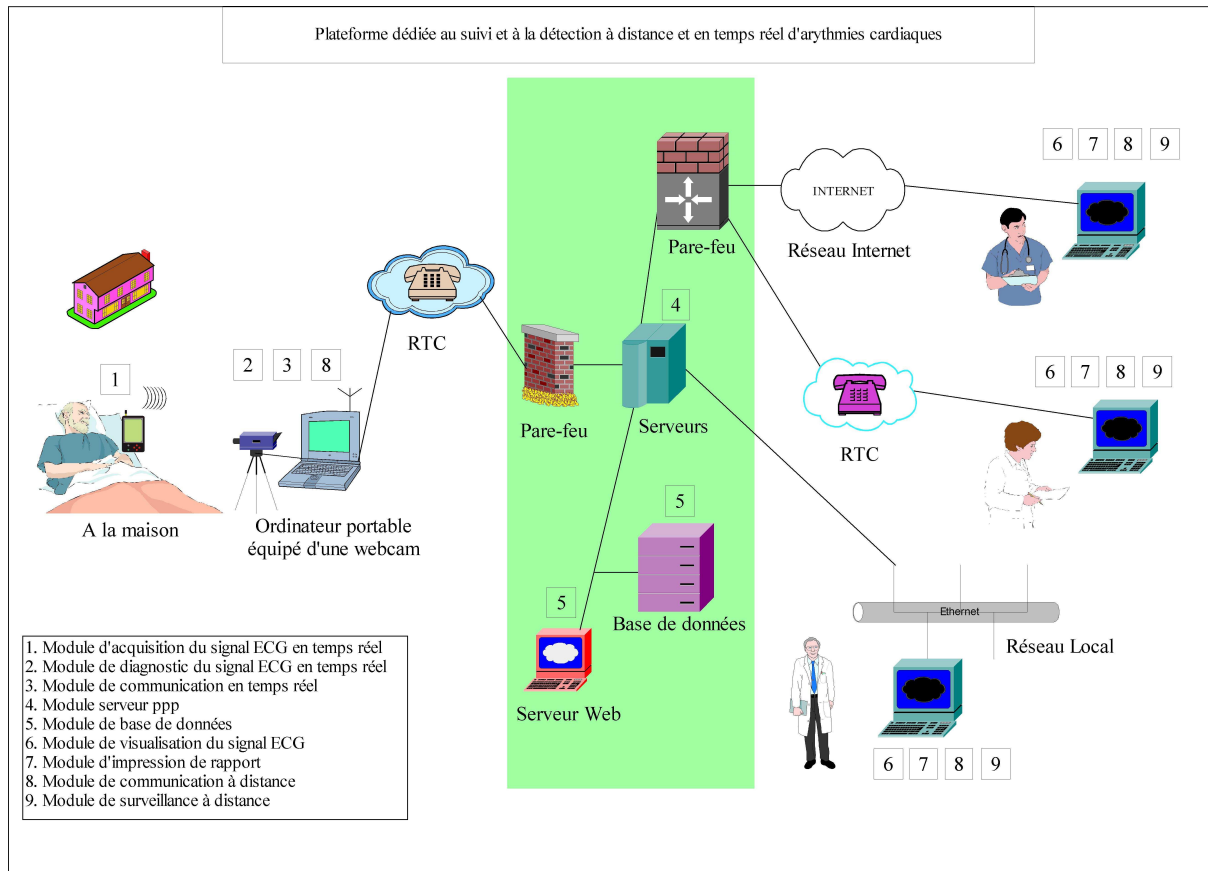 Plateforme dédiée au suivi et à la détection à distance et en temps réel d'arythmies cardiaques
6 7 8 9
INTERNET
Réseau Internet
Pare-feu
4
RTC
6 7 8 9
1
2 3 8
Pare-feu
Serveurs
RTC
A la maison
Ordinateur portable
équipé d'une webcam
5
5
Base de données
Ethernet
Réseau Local
Serveur Web
6 7 8 9
1. Module d'acquisition du signal ECG en temps réel
2. Module de diagnostic du signal ECG en temps réel
3. Module de communication en temps réel
4. Module serveur ppp
5. Module de base de données
6. Module de visualisation du signal ECG
7. Module d'impression de rapport
8. Module de communication à distance
9. Module de surveillance à distance